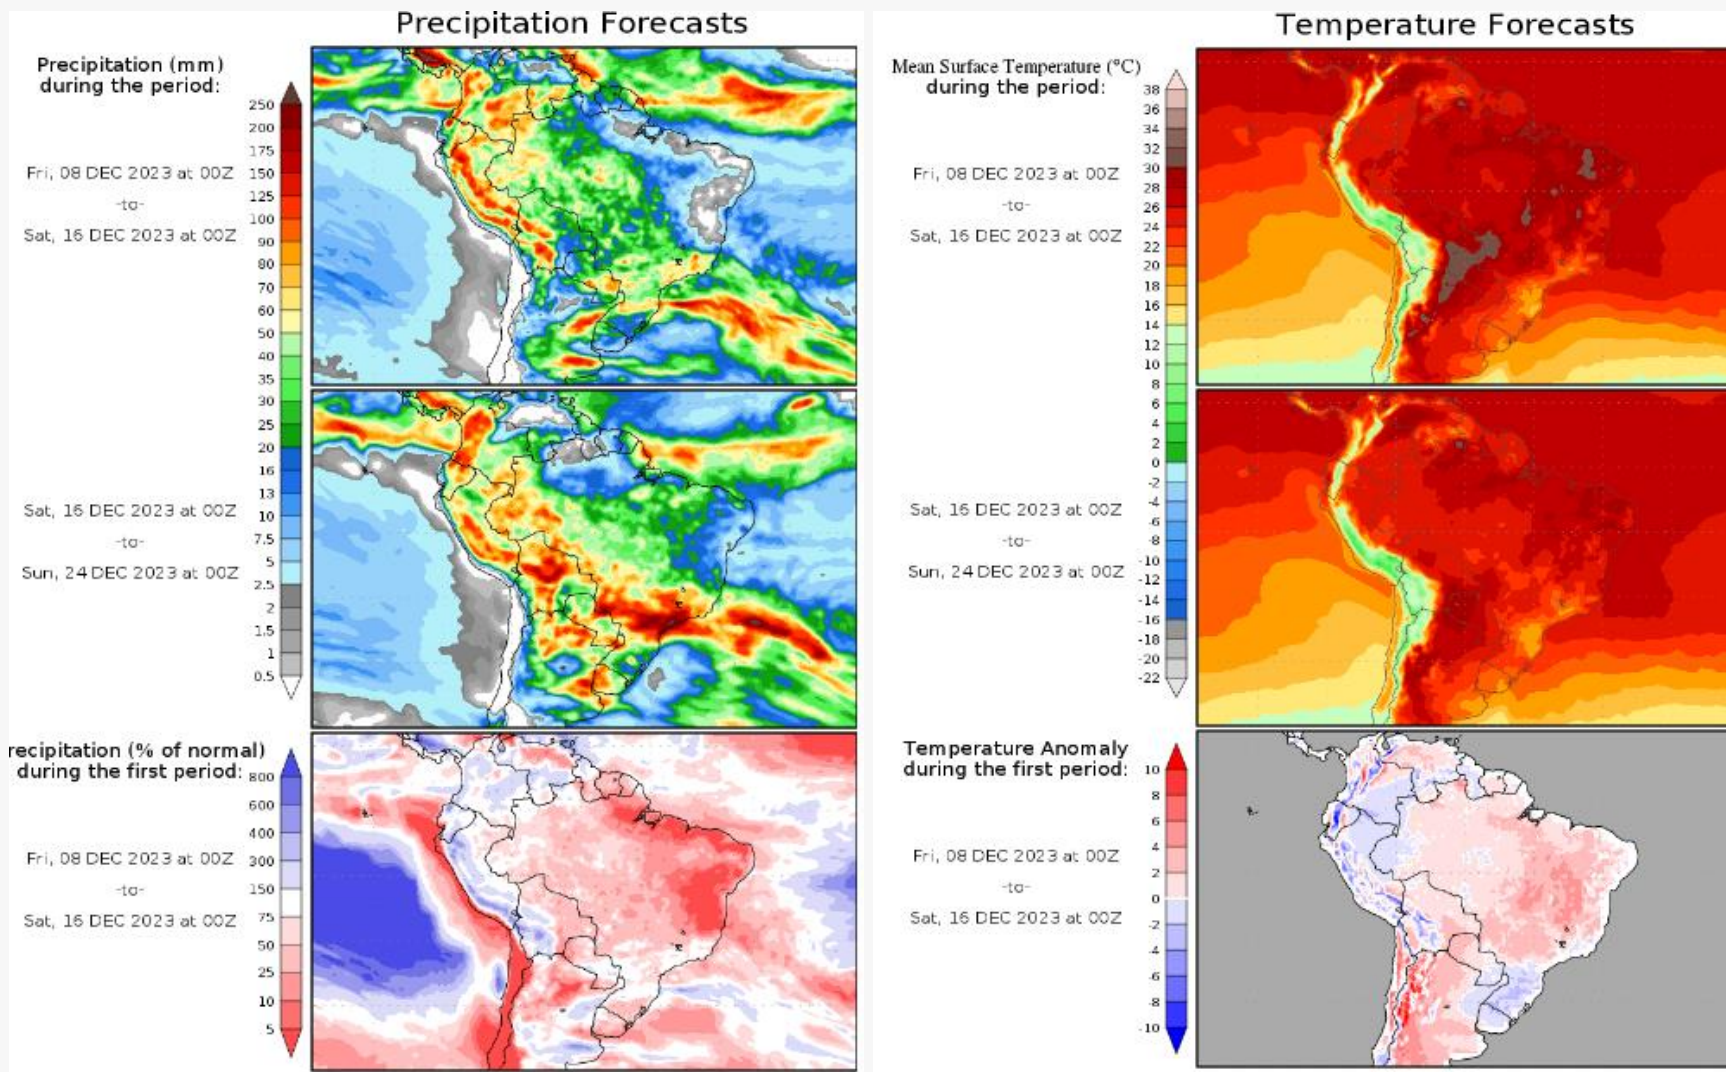 Precipitation Forecasts
Precipitation (mm)
during the period:
250
200
175
150
125
100
90
80
70
60
50
40
35
30
25
20
16
13
10
7.5
5
2.5
2
1.5
1
0.5
Fri, 08 DEC 2023 at 00Z
-to-
Sat, 16 DEC 2023 at 00Z
Sat, 16 DEC 2023 at 00Z
-to-
Sun, 24 DEC 2023 at 00Z
recipitation (% of normal)
during the first period:
800
600
400
300
150
75
50
25
10
5
Fri, 08 DEC 2023 at 00Z
-to-
Sat, 16 DEC 2023 at 00Z
Temperature Forecasts
Mean Surface Temperature (°C)
during the period:
38
36
34
32
30
28
26
24
22
20
18
16
14
12
10
8
6
4
2
0
-2
-4
-6
-8
-10
-12
-14
-16
-18
-20
-22
Fri, 08 DEC 2023 at 00Z
-to-
Sat, 16 DEC 2023 at 00Z
Sat, 16 DEC 2023 at 00Z
-to-
Sun, 24 DEC 2023 at 00Z
Temperature Anomaly
during the first period:
10
8
6
4
2
0
-2
-4
-6
-8
-10
Fri, 08 DEC 2023 at 00Z
-to-
Sat, 16 DEC 2023 at 00Z